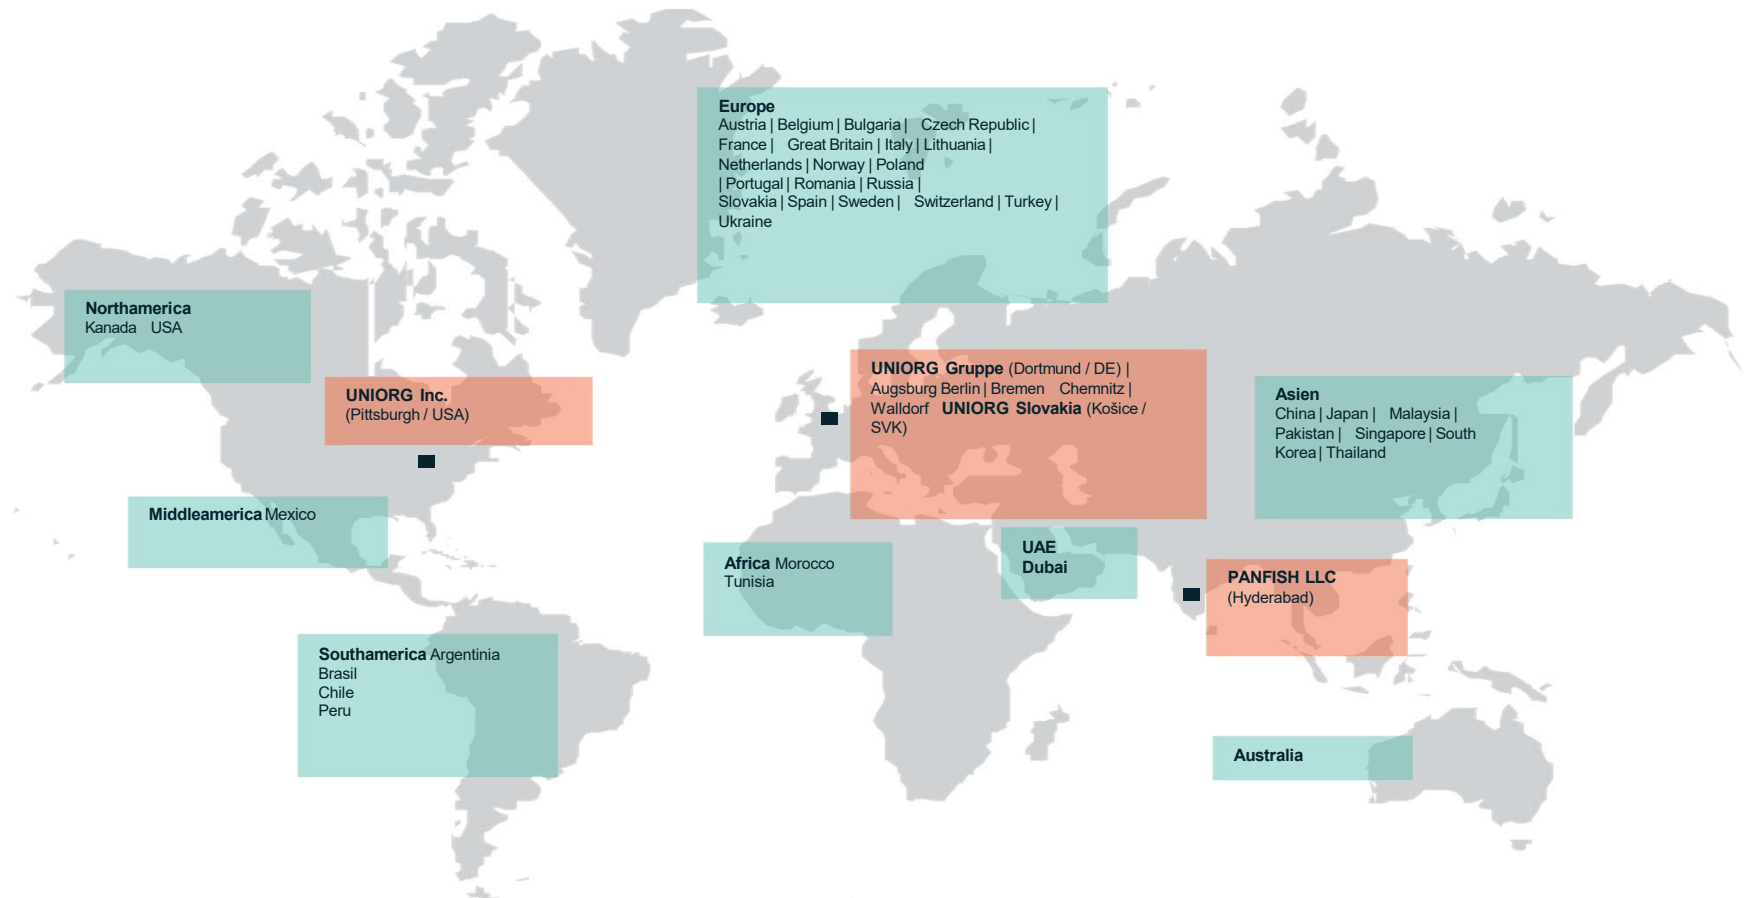 Europe
Austria | Belgium | Bulgaria | Czech Republic |
France | Great Britain | Italy | Lithuania |
Netherlands | Norway | Poland
| Portugal | Romania | Russia |
Slovakia | Spain | Sweden | Switzerland | Turkey |
Ukraine
Northamerica
Kanada USA
UNIORG Inc.
(Pittsburgh / USA)
UNIORG Gruppe (Dortmund / DE) |
Augsburg Berlin | Bremen Chemnitz |
Walldorf UNIORG Slovakia (Košice /
SVK)
Asien
China | Japan | Malaysia |
Pakistan | Singapore | South
Korea | Thailand
Middleamerica Mexico
Africa Morocco
Tunisia
UAE
Dubai
PANFISH LLC
(Hyderabad)
Southamerica Argentinia
Brasil
Chile
Peru
Australia